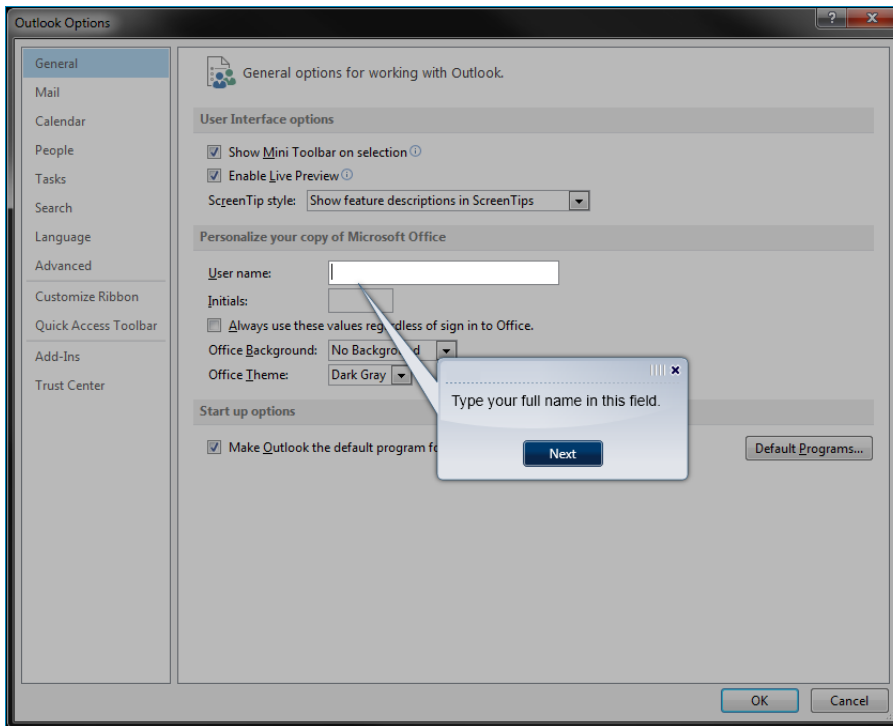 Outlook Options
General
Mail
Calendar
People
Tasks
Search
Language
Advanced
Customize Ribbon
Quick Access Toolbar
Add-Ins
Trust Center
General options for working with Outlook.
User Interface options
Show Mini Toolbar on selection
Enable Live Preview
ScreenTip style: Show feature descriptions in ScreenTips
Personalize your copy of Microsoft Office
User name:
Initials:
Always use these values regardless of sign in to Office.
Office Background: No Background
Office Theme: Dark Gray
Type your full name in this field.
Next
Start up options
Make Outlook the default program
Default Programs...
OK Cancel